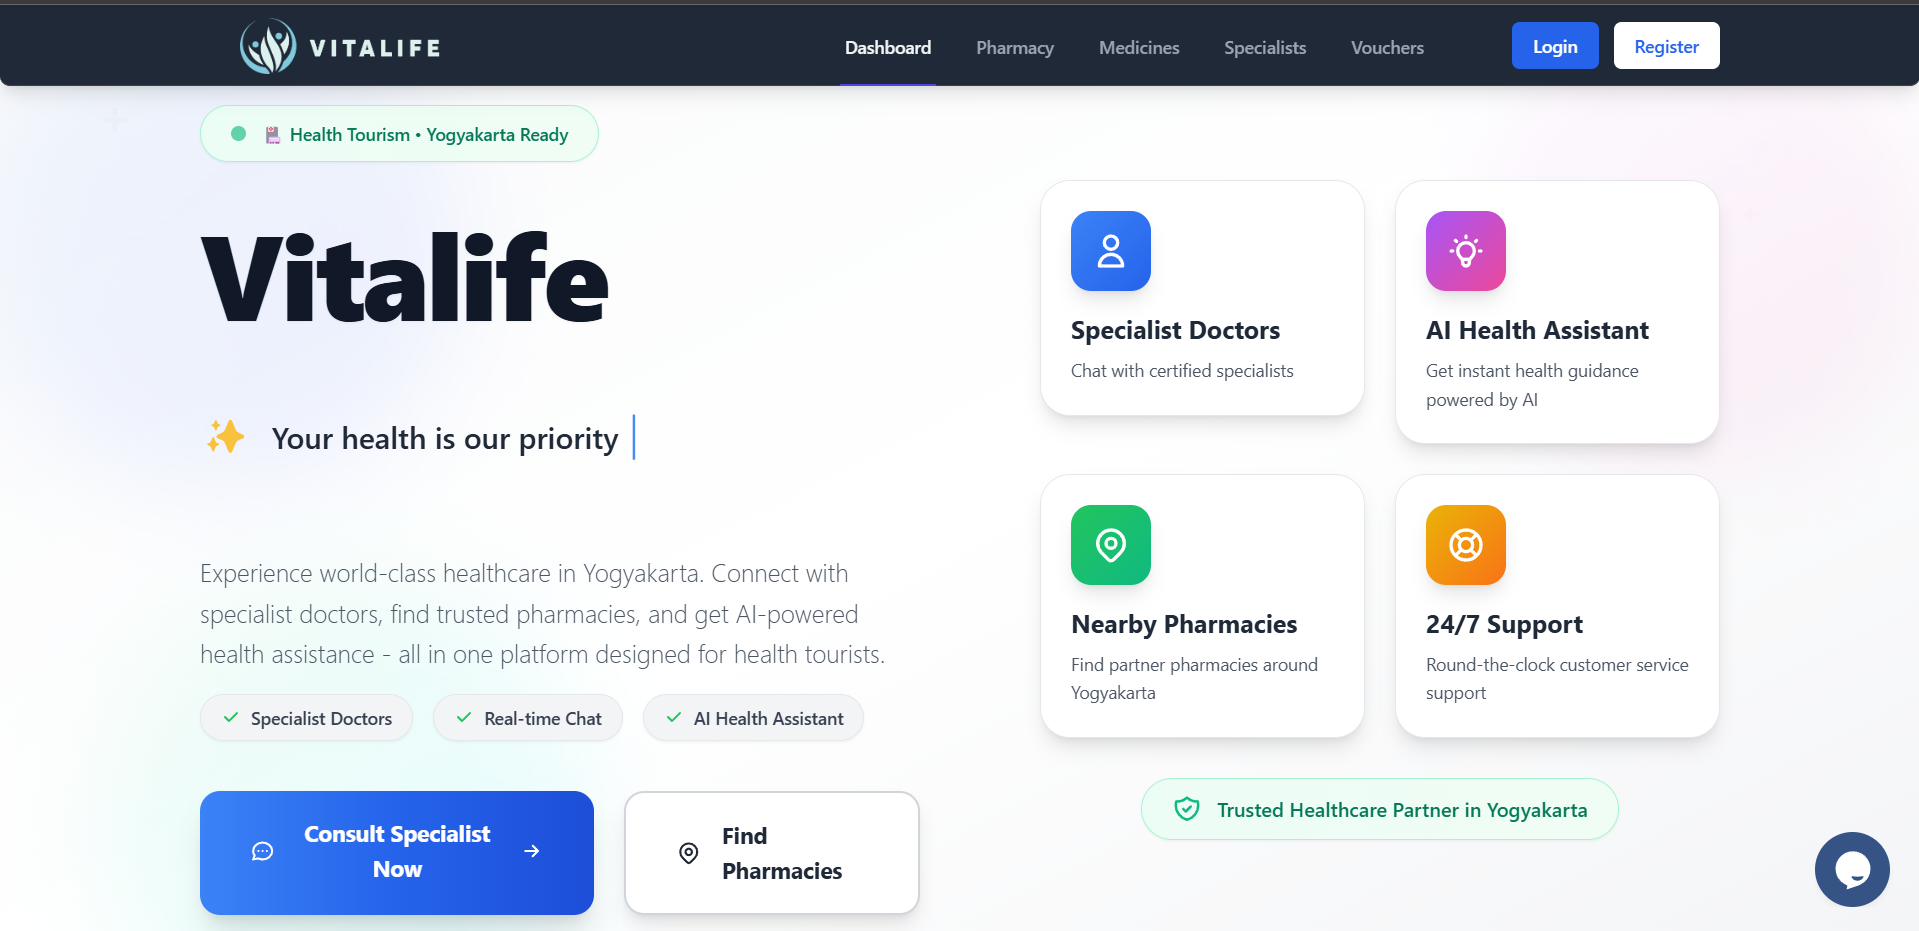 VITALIFE
Dashboard
Pharmacy
Medicines
Specialists
Vouchers
Login
Register
Health Tourism • Yogyakarta Ready
Vitalife
Your health is our priority
Experience world-class healthcare in Yogyakarta. Connect with
specialist doctors, find trusted pharmacies, and get AI-powered
health assistance - all in one platform designed for health tourists.
Specialist Doctors
Real-time Chat
AI Health Assistant
Consult Specialist
Now
Find
Pharmacies
Specialist Doctors
Chat with certified specialists
AI Health Assistant
Get instant health guidance
powered by AI
Nearby Pharmacies
Find partner pharmacies around
Yogyakarta
24/7 Support
Round-the-clock customer service
support
Trusted Healthcare Partner in Yogyakarta